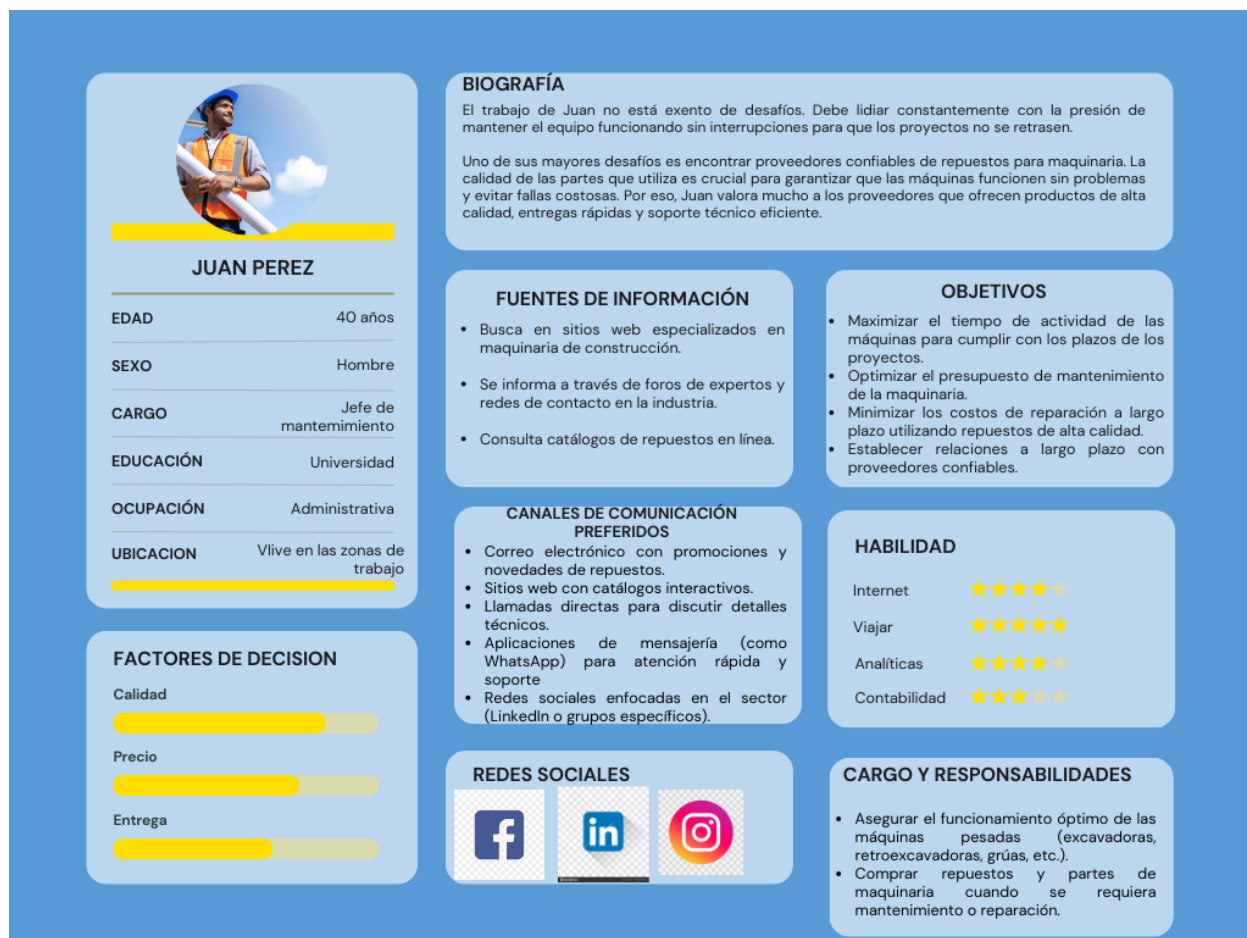 JUAN PEREZ
EDAD 40 años
SEXO Hombre
CARGO Jefe de
mantemimiento
EDUCACIÓN Universidad
OCUPACIÓN Administrativa
UBICACION Vlive en las zonas de
trabajo
FACTORES DE DECISION
Calidad
Precio
Entrega
BIOGRAFÍA
El trabajo de Juan no está exento de desafíos. Debe lidiar constantemente con la presión de
mantener el equipo funcionando sin interrupciones para que los proyectos no se retrasen.
Uno de sus mayores desafíos es encontrar proveedores confiables de repuestos para maquinaria. La
calidad de las partes que utiliza es crucial para garantizar que las máquinas funcionen sin problemas
y evitar fallas costosas. Por eso, Juan valora mucho a los proveedores que ofrecen productos de alta
calidad, entregas rápidas y soporte técnico eficiente.
FUENTES DE INFORMACIÓN
• Busca en sitios web especializados en
maquinaria de construcción.
• Se informa a través de foros de expertos y
redes de contacto en la industria.
• Consulta catálogos de repuestos en línea.
OBJETIVOS
• Maximizar el tiempo de actividad de las
máquinas para cumplir con los plazos de los
proyectos.
• Optimizar el presupuesto de mantenimiento
de la maquinaria.
• Minimizar los costos de reparación a largo
plazo utilizando repuestos de alta calidad.
• Establecer relaciones a largo plazo con
proveedores confiables.
CANALES DE COMUNICACIÓN
PREFERIDOS
• Correo electrónico con promociones y
novedades de repuestos.
• Sitios web con catálogos interactivos.
• Llamadas directas para discutir detalles
técnicos.
• Aplicaciones de mensajería (como
WhatsApp) para atención rápida y
soporte
• Redes sociales enfocadas en el sector
(LinkedIn o grupos específicos).
HABILIDAD
Internet
Viajar
Analíticas
Contabilidad
REDES SOCIALES
f
in
CARGO Y RESPONSABILIDADES
• Asegurar el funcionamiento óptimo de las
máquinas pesadas (excavadoras,
retroexcavadoras, grúas, etc.).
• Comprar repuestos y partes de
maquinaria cuando se requiera
mantenimiento o reparación.